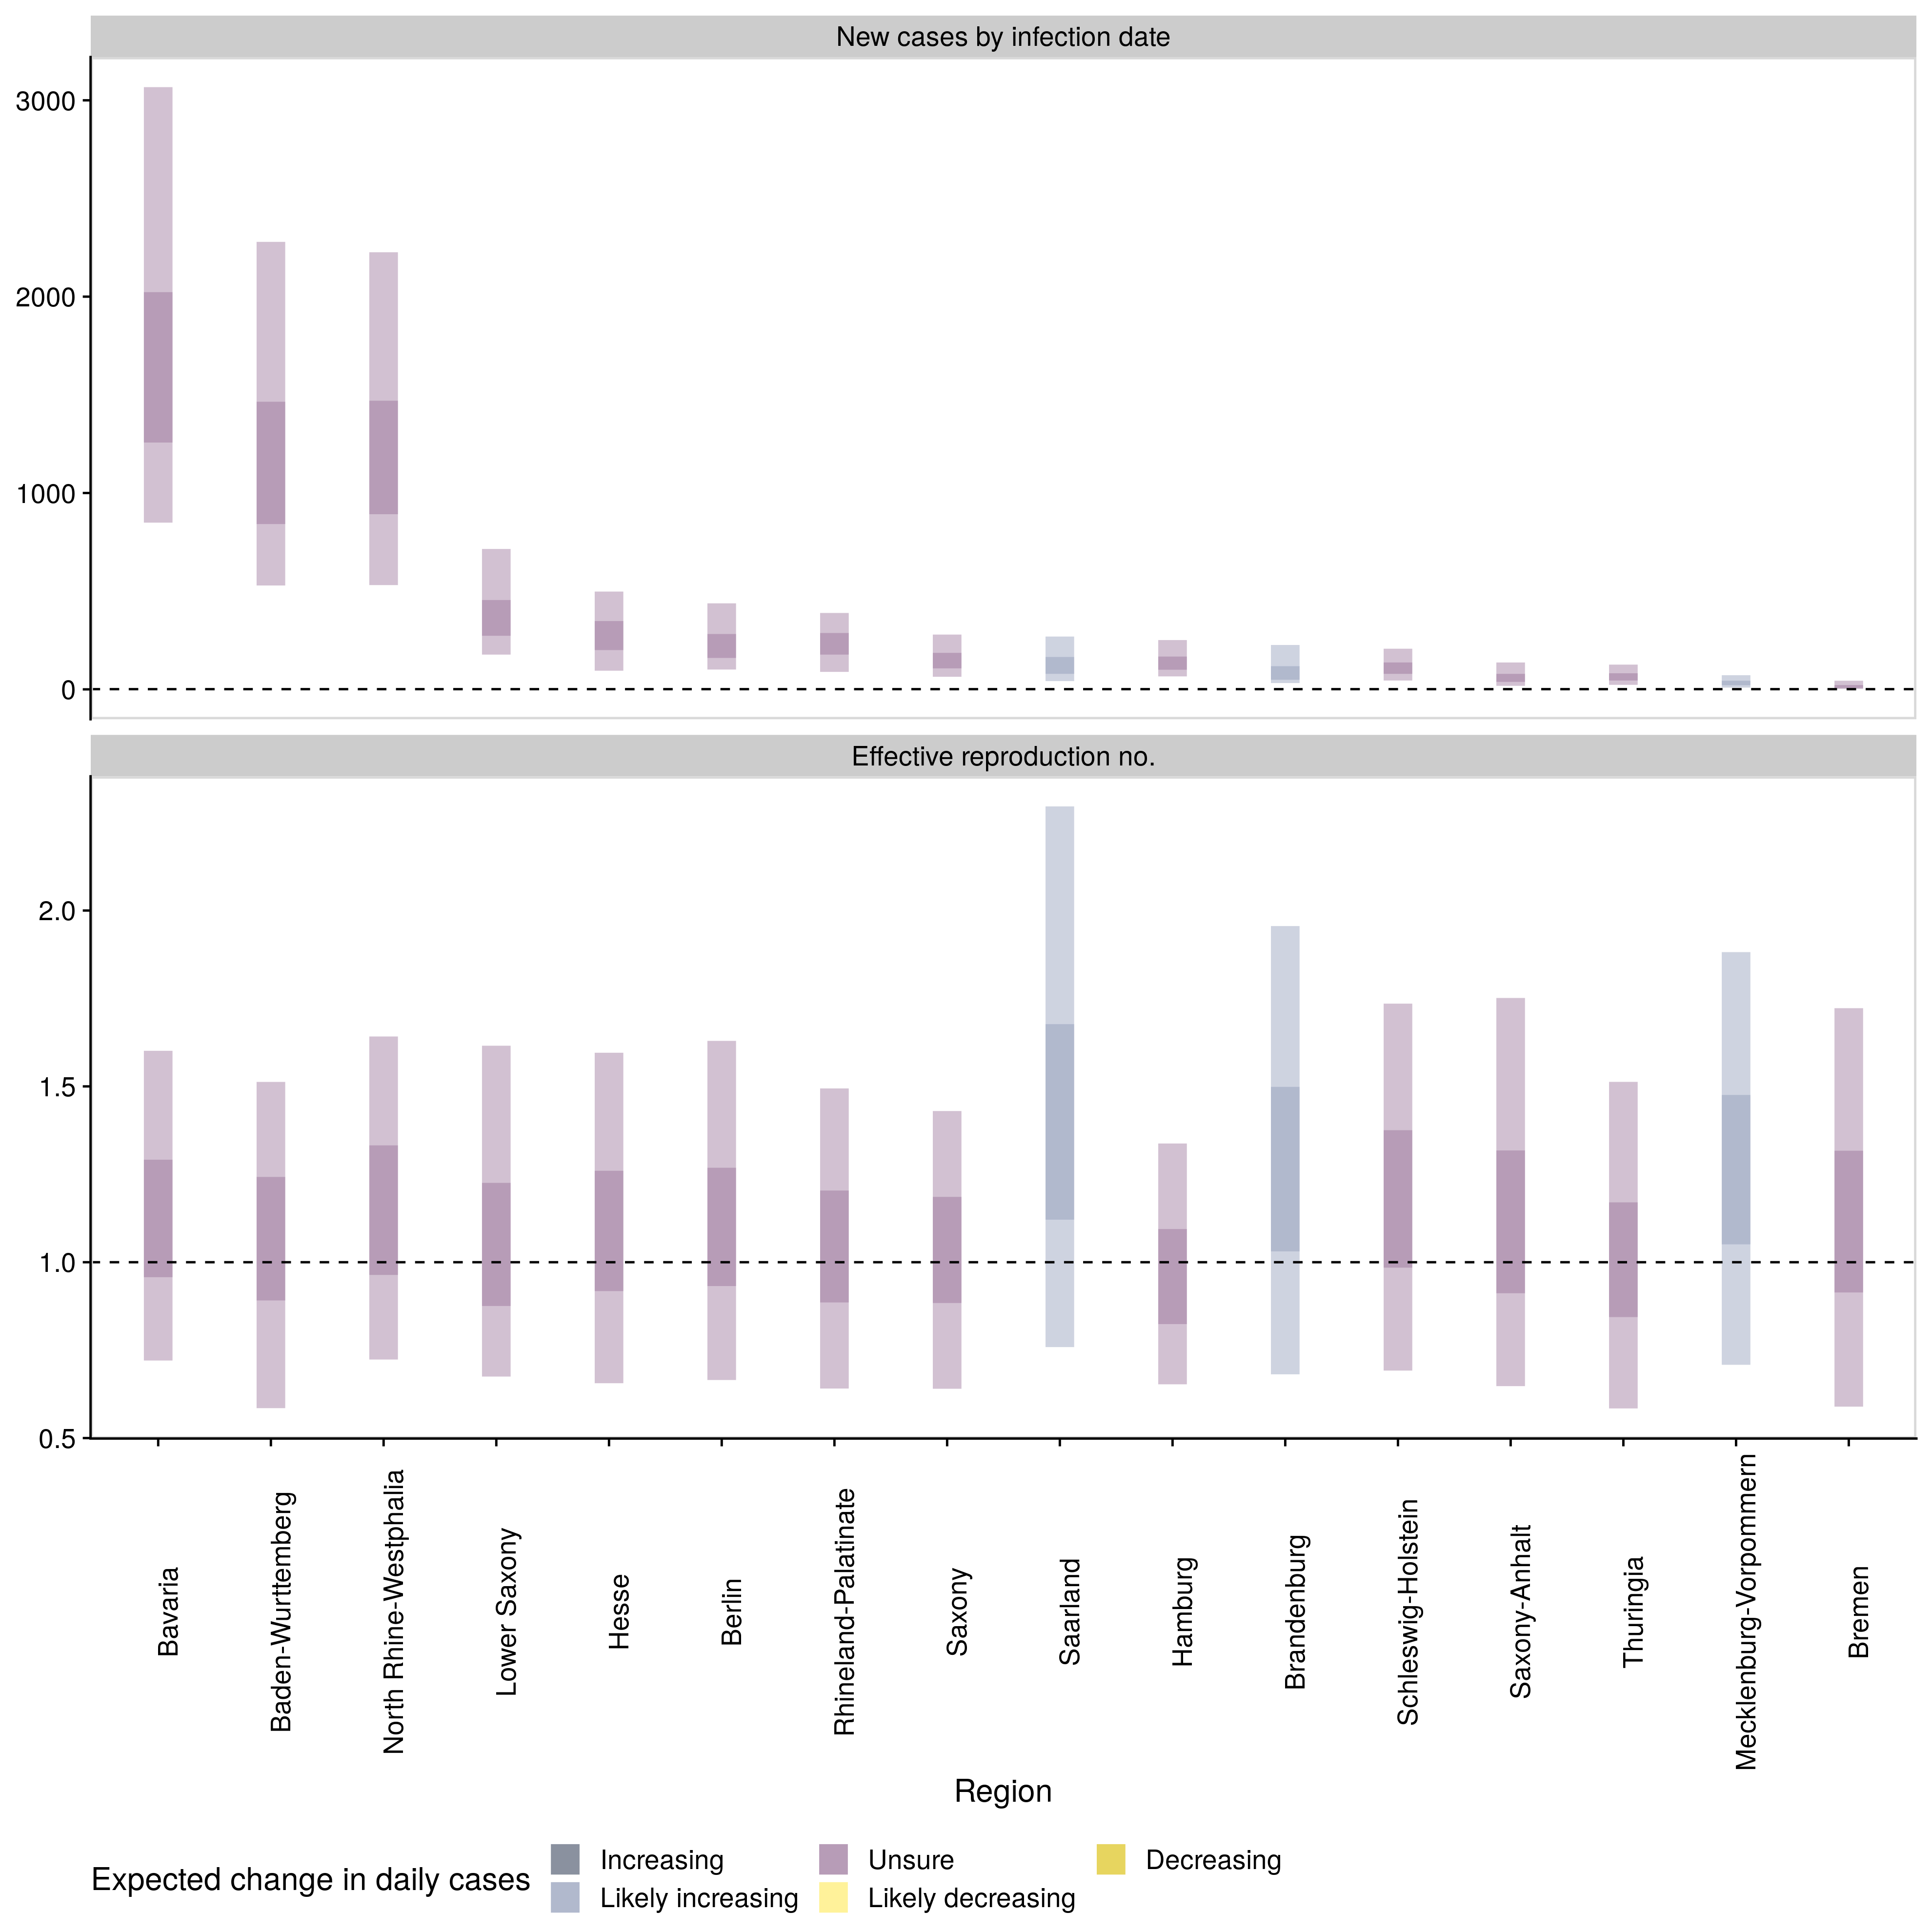 New cases by infection date
3000
2000
1000
0
Effective reproduction no.
2.0
1.5
1.0
0.5
Bavaria
Baden-Wurttemberg
North Rhine-Westphalia
Lower Saxony
Hesse
Berlin
Rhineland-Palatinate
Saxony
Saarland
Hamburg
Brandenburg
Schleswig-Holstein
Saxony-Anhalt
Thuringia
Mecklenburg-Vorpommern
Bremen
Region
Expected change in daily cases
Increasing
Unsure
Decreasing
Likely increasing
Likely decreasing